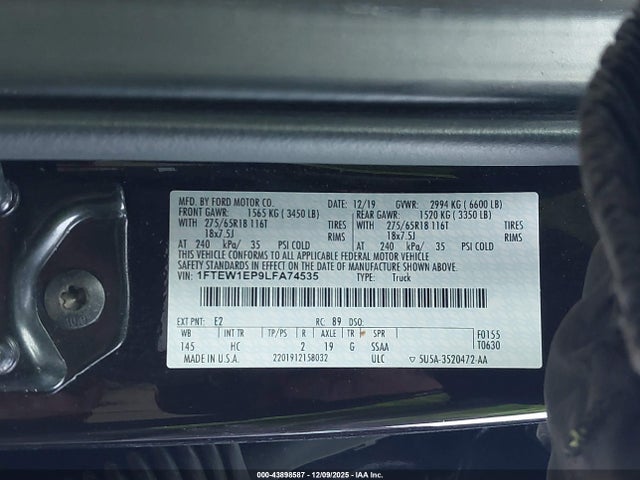 MFD. BY FORD MOTOR CO. DATE: 12/19 GVWR: 2994 KG ( 6600 LB)
FRONT GAWR: 1565 KG ( 3450 LB) REAR GAWR: 1520 KG ( 3350 LB)
275/65R18 116T TIRES 275/65R18 116T TIRES
18x7.5J RIMS 18x7.5J RIMS
AT 240 kPa/ 35 PSI COLD AT 240 kPa/ 35 PSI COLD
THIS VEHICLE CONFORMS TO ALL APPLICABLE FEDERAL MOTOR VEHICLE
SAFETY STANDARDS IN EFFECT ON THE DATE OF MANUFACTURE SHOWN ABOVE.
VIN: 1FTEW1EP9LFA74535 TYPE: Truck
EXT PNT: E2 RC: 89 DSO: F0155
WB INT TR TP/PS R AXLE TR SPR T0630
145 HC 2 19 G SSAA
MADE IN U.S.A. 2201912158032 ULC 5U5A-3520472-AA
000-43898587 - 12/09/2025 - IAA Inc.